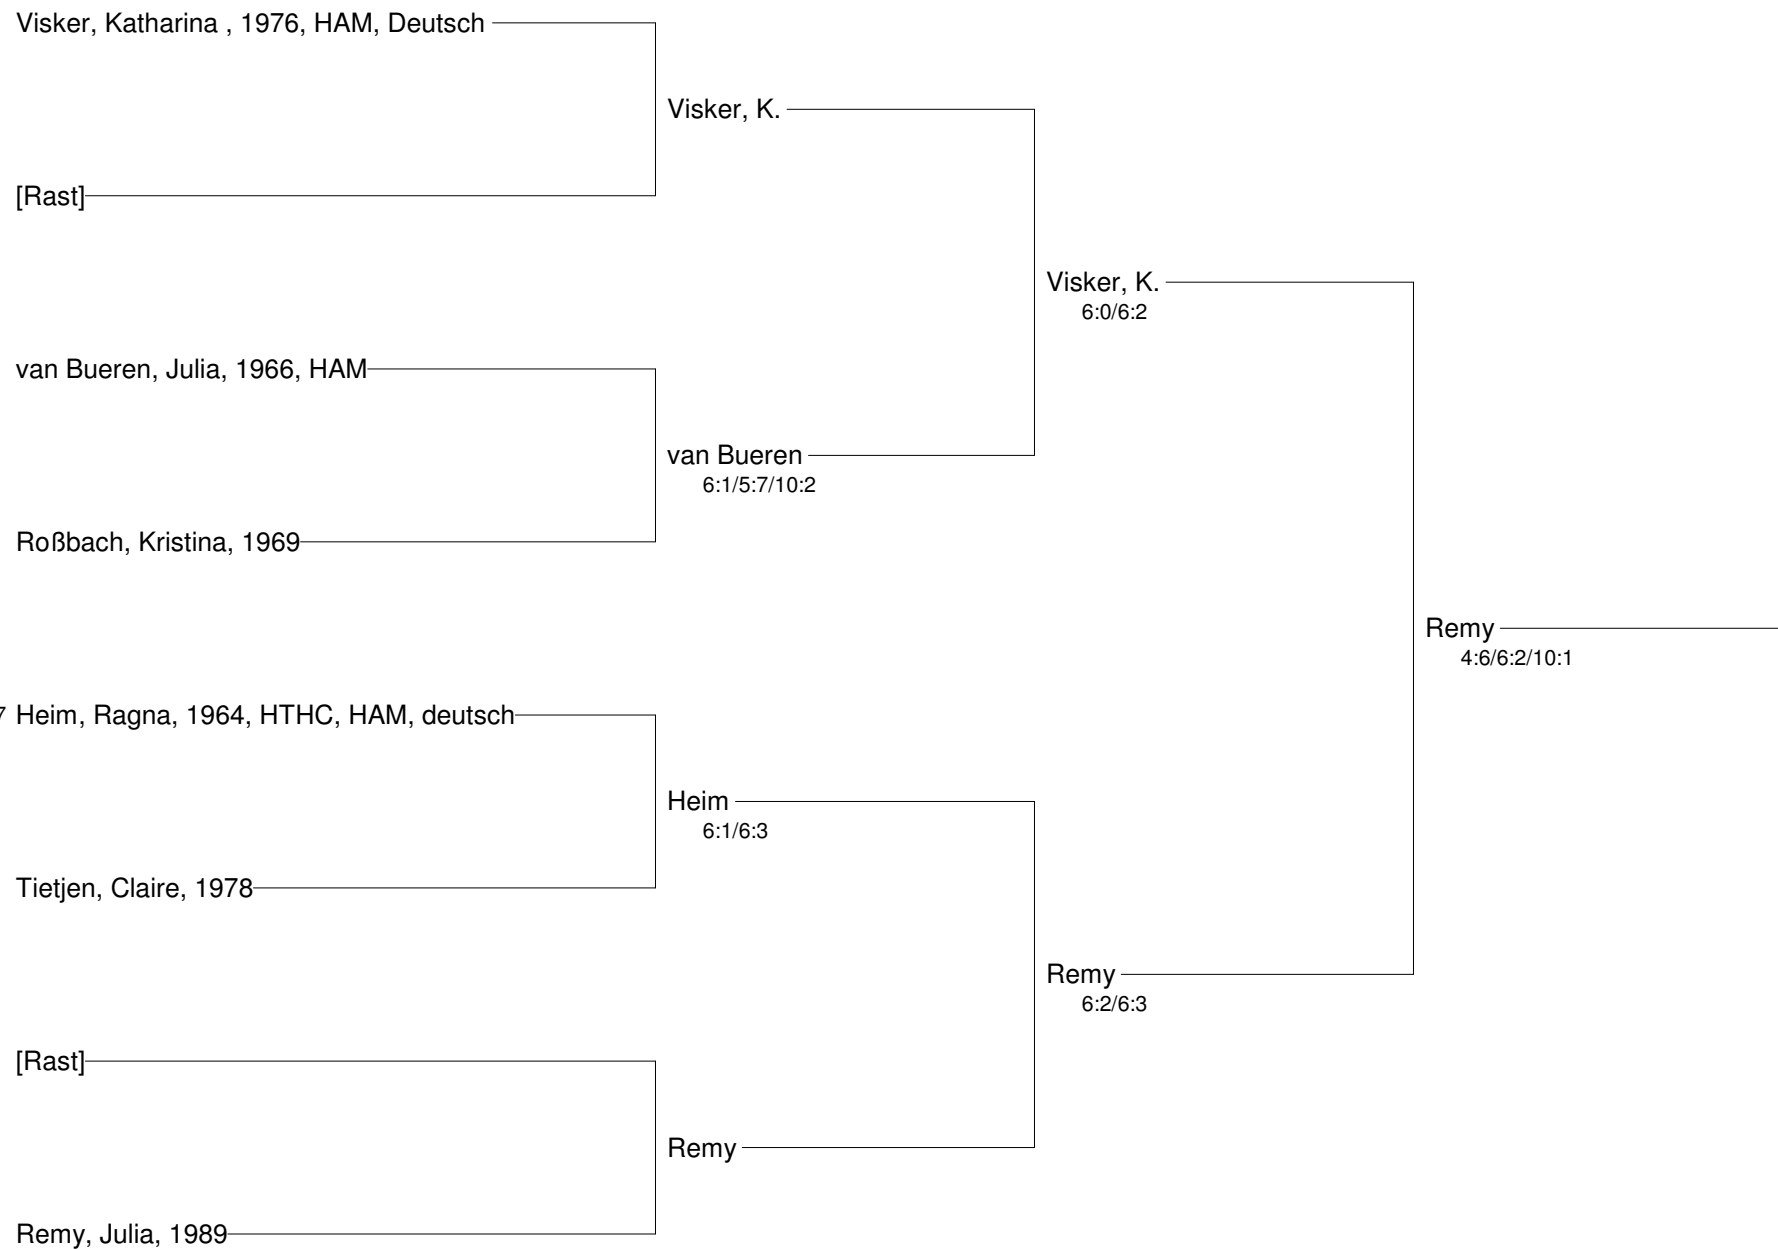 Visker, Katharina , 1976, HAM, Deutsch
Visker, K.
[Rast]
Visker, K.
6:0/6:2
van Bueren, Julia, 1966, HAM
van Bueren
6:1/5:7/10:2
Roßbach, Kristina, 1969
Remy
4:6/6:2/10:1
7 Heim, Ragna, 1964, HTHC, HAM, deutsch
Heim
6:1/6:3
Tietjen, Claire, 1978
Remy
6:2/6:3
[Rast]
Remy
Remy, Julia, 1989